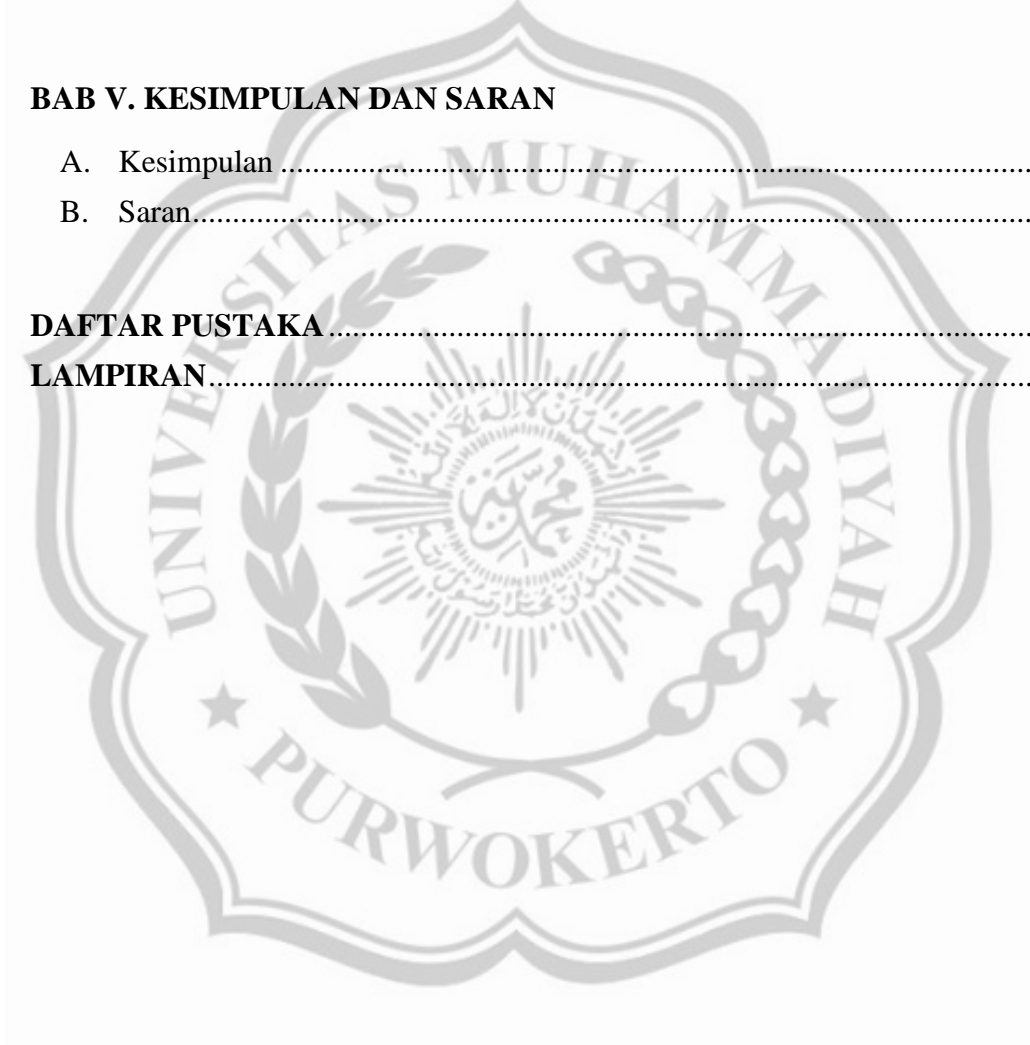 BAB V. KESIMPULAN DAN SARAN
A. Kesimpulan ....................................................................................................
B. Saran...............................................................................................................
DAFTAR PUSTAKA ..............................................................................................
LAMPIRAN.............................................................................................................
UNIVERSITAS MUHAMMADIYAH
PURWOKERTO